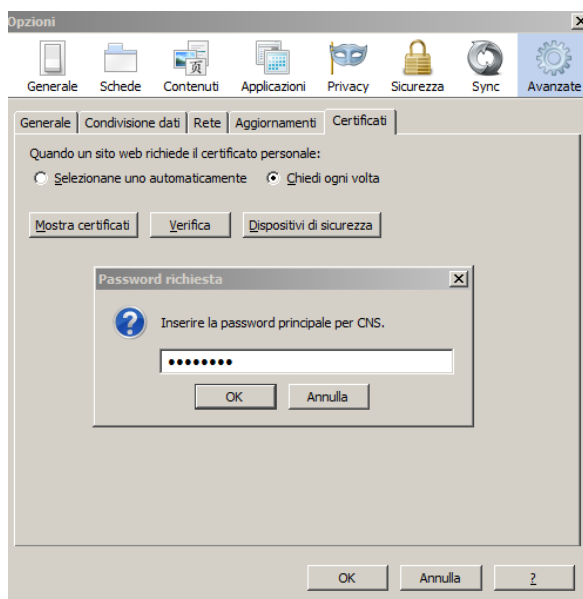 Opzioni
Generale Schede Contenuti Applicazioni Privacy Sicurezza Sync Avanzate
Generale Condivisione dati Rete Aggiornamenti Certificati
Quando un sito web richiede il certificato personale:
Selezionane uno automaticamente Chiedi ogni volta
Mostra certificati Verifica Dispositivi di sicurezza
Password richiesta
Inserire la password principale per CNS.
••••••••
OK Annulla
OK Annulla ?